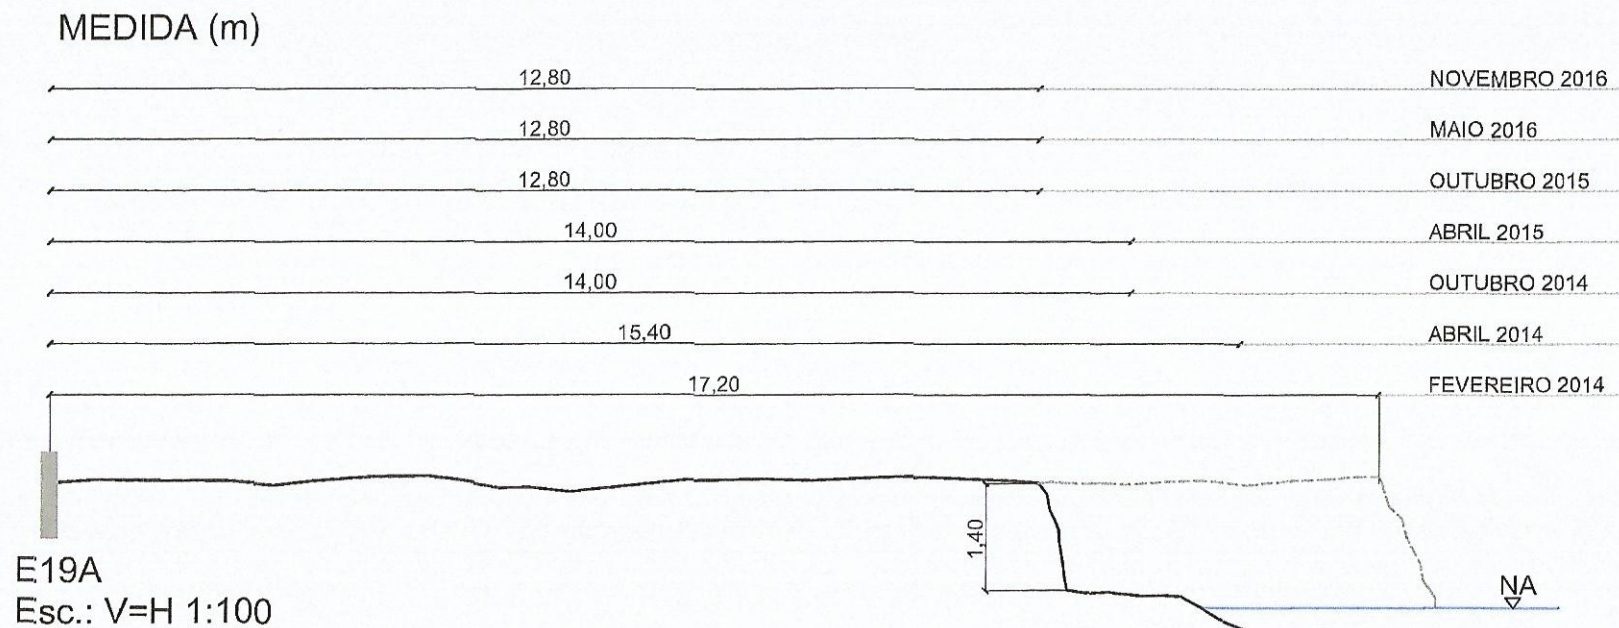 MEDIDA (m)
12,80 NOVEMBRO 2016
12,80 MAIO 2016
12,80 OUTUBRO 2015
14,00 ABRIL 2015
14,00 OUTUBRO 2014
15,40 ABRIL 2014
17,20 FEVEREIRO 2014
1,40
NA
E19A
Esc.: V=H 1:100